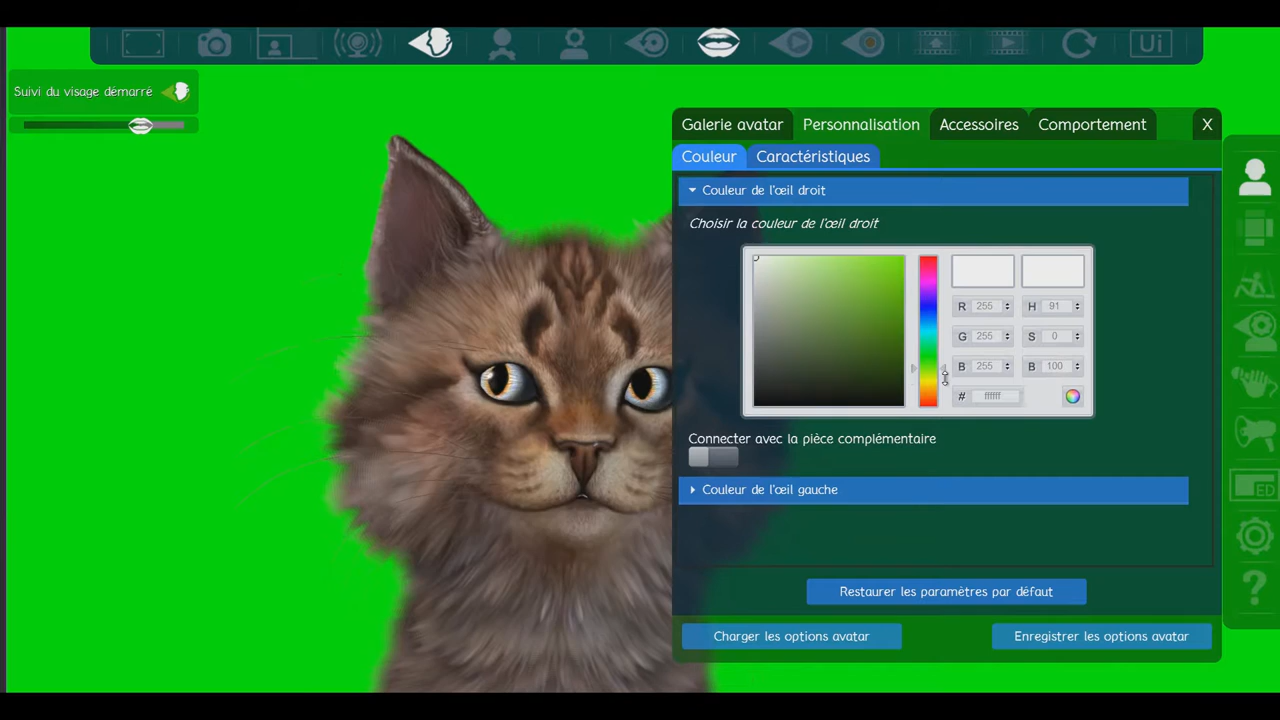 Ui
Suivi du visage démarré
Galerie avatar Personnalisation Accessoires Comportement X
Couleur Caractéristiques
Couleur de l'œil droit
Choisir la couleur de l'œil droit
R 255 H 91
G 255 S 0
B 255 B 100
# ffffff
Connecter avec la pièce complémentaire
Couleur de l'œil gauche
ED
Restaurer les paramètres par défaut
?
Charger les options avatar Enregistrer les options avatar